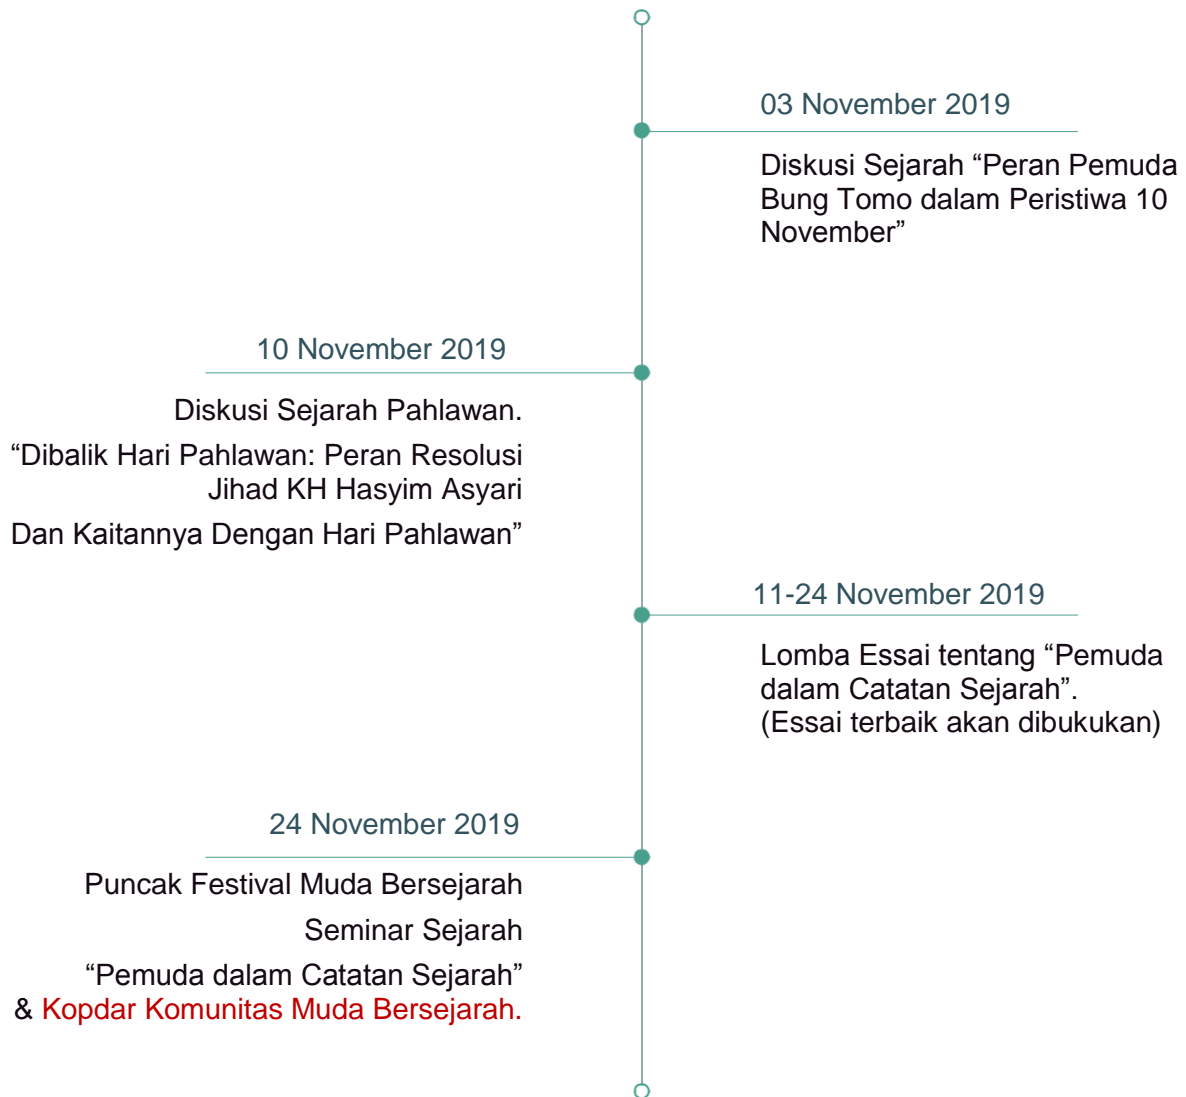 03 November 2019
Diskusi Sejarah “Peran Pemuda
Bung Tomo dalam Peristiwa 10
November”
10 November 2019
Diskusi Sejarah Pahlawan.
“Dibalik Hari Pahlawan: Peran Resolusi
Jihad KH Hasyim Asyari
Dan Kaitannya Dengan Hari Pahlawan”
11-24 November 2019
Lomba Essai tentang “Pemuda
dalam Catatan Sejarah”.
(Essai terbaik akan dibukukan)
24 November 2019
Puncak Festival Muda Bersejarah
Seminar Sejarah
“Pemuda dalam Catatan Sejarah”
& Kopdar Komunitas Muda Bersejarah.